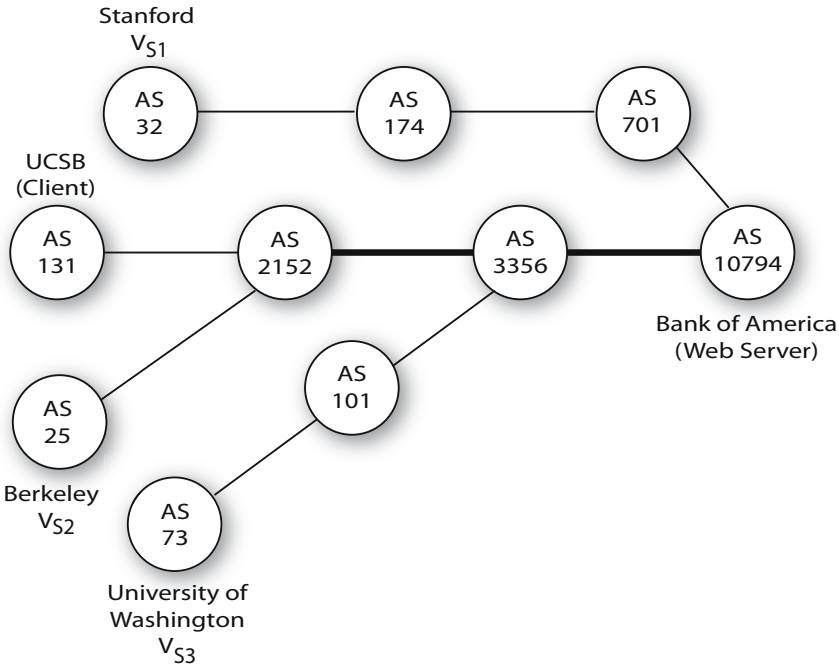 Stanford
VS1
AS
32
AS
174
AS
701
UCSB
(Client)
AS
131
AS
2152
AS
3356
AS
10794
Bank of America
(Web Server)
AS
101
AS
25
Berkeley
VS2
AS
73
University of
Washington
VS3